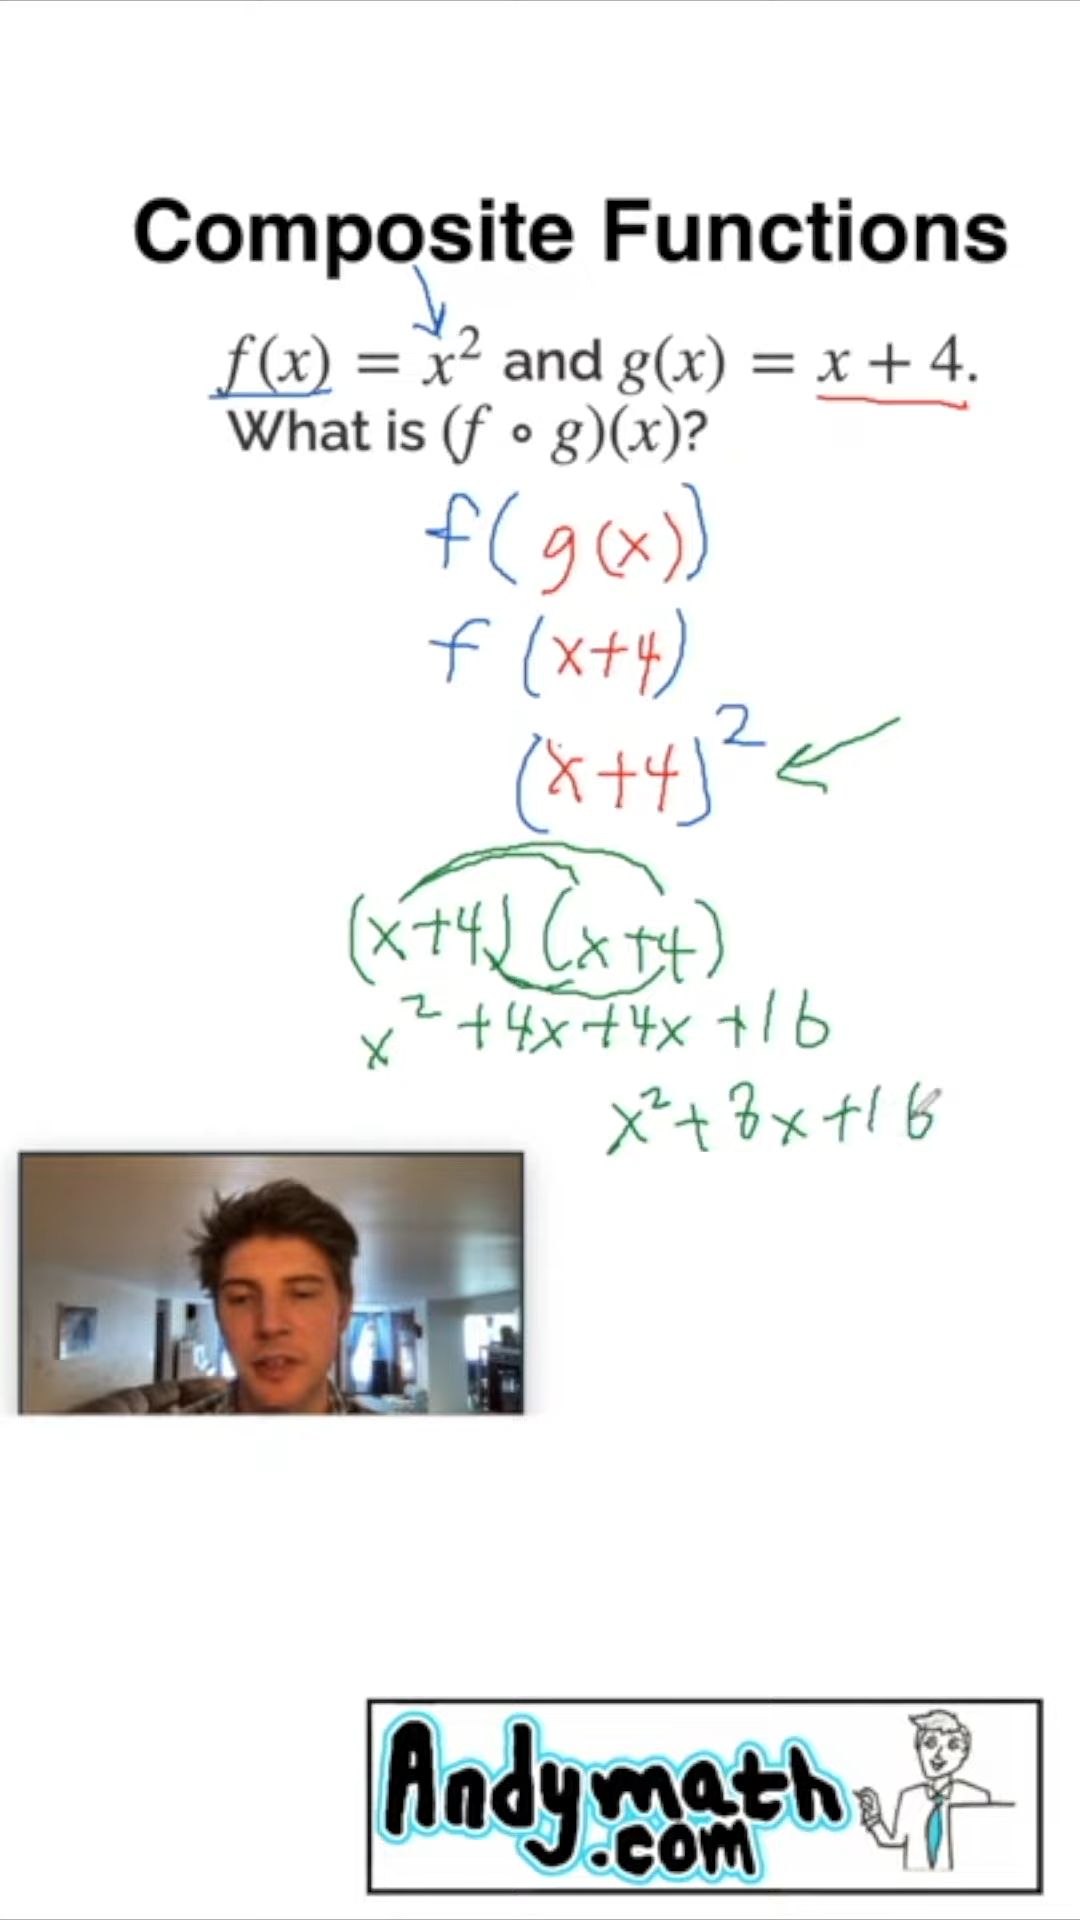 Composite Functions
f(x) = x² and g(x) = x + 4.
What is (f ∘ g)(x)?
f(g(x))
f(x+4)
(x+4)²
(x+4)(x+4)
x²+4x+4x+16
x²+8x+16
Andymath
.com